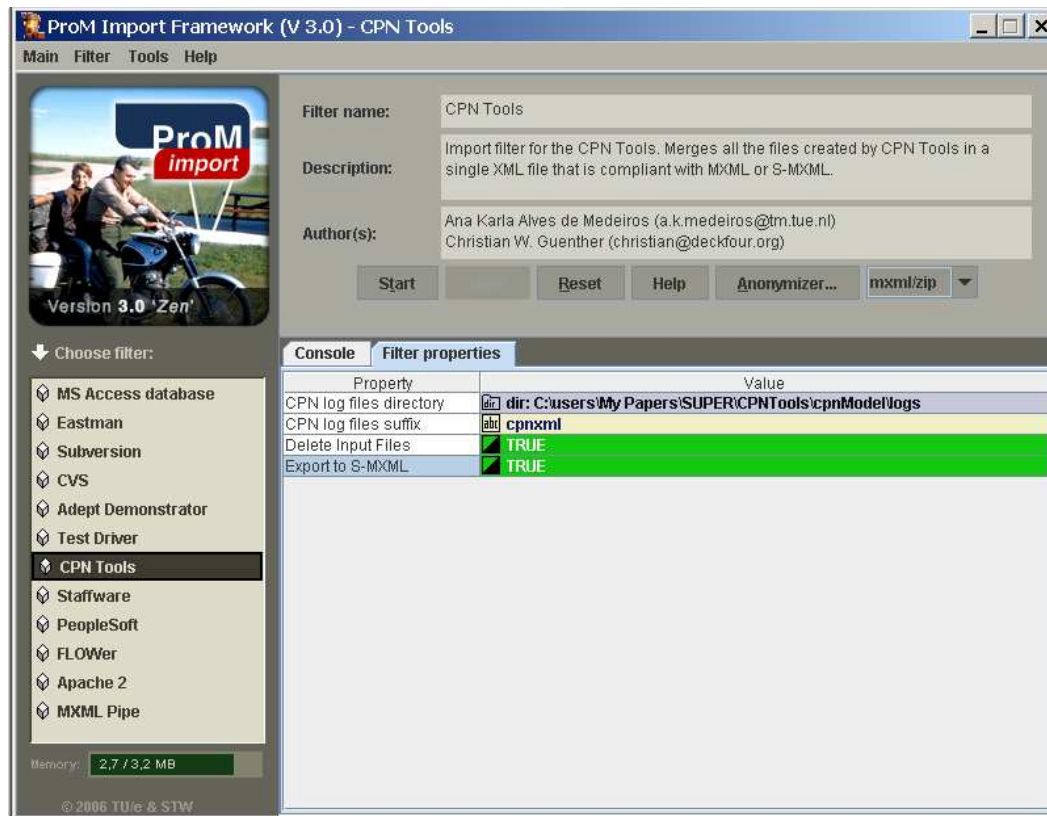 ProM Import Framework (V 3.0) - CPN Tools
Main Filter Tools Help
ProM
import
Version 3.0 'Zen'
Filter name:
CPN Tools
Description:
Import filter for the CPN Tools. Merges all the files created by CPN Tools in a
single XML file that is compliant with MXML or S-MXML.
Author(s):
Ana Karla Alves de Medeiros (a.k.medeiros@tm.tue.nl)
Christian W. Guenther (christian@deckfour.org)
Start Reset Help Anonymizer... mxml/zip
Choose filter:
MS Access database
Eastman
Subversion
CVS
Adept Demonstrator
Test Driver
CPN Tools
Staffware
PeopleSoft
FLOWer
Apache 2
MXML Pipe
Memory: 2,7 / 3,2 MB
© 2006 TU/e & STW
Console Filter properties
Property Value
CPN log files directory dir dir: C:\users\My Papers\SUPER\CPNTools\cpnModel\logs
CPN log files suffix abc cpnxml
Delete Input Files TRUE
Export to S-MXML TRUE